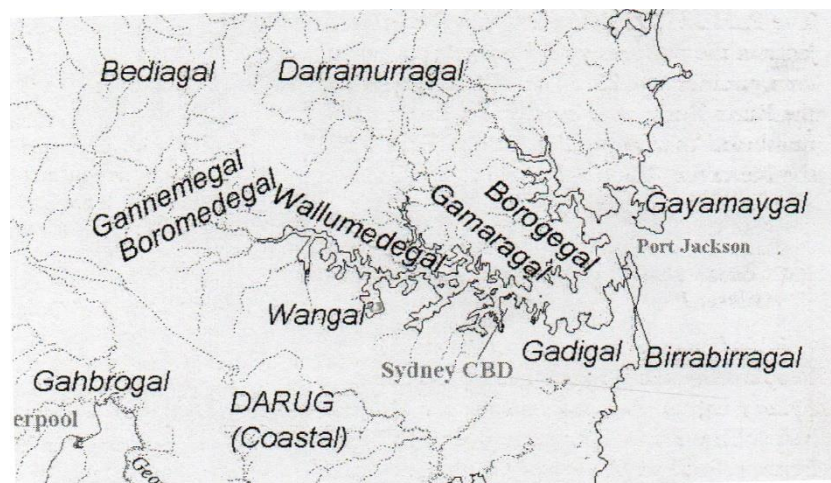 Bediagal
Darramurragal
Gannemegal
Boromedegal
Wallumedegal
Gamaragal
Borogegal
Gayamaygal
Port Jackson
Wangal
Sydney CBD
Gadigal
Birrabirragal
Gahbrogal
erpool
DARUG
(Coastal)
Geo